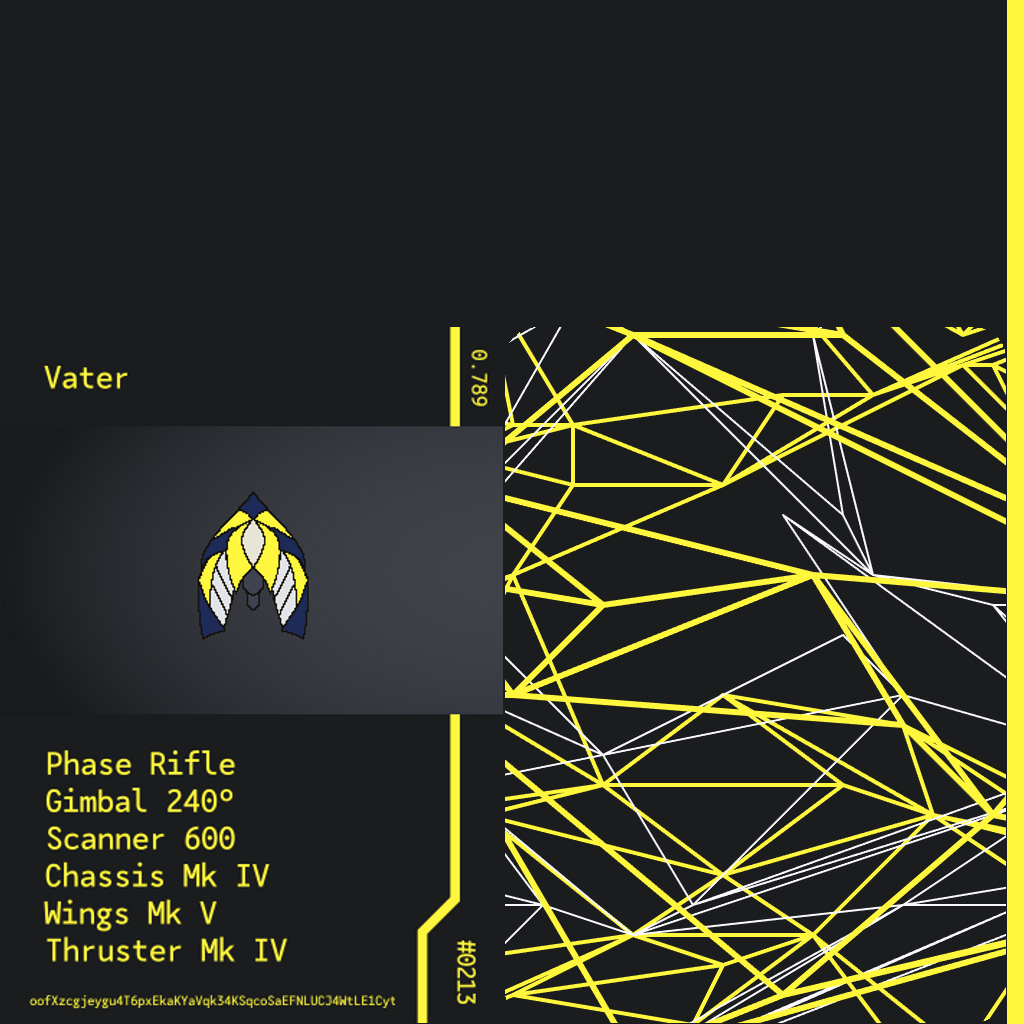 Vater
0.789
Phase Rifle
Gimbal 240°
Scanner 600
Chassis Mk IV
Wings Mk V
Thruster Mk IV
#0213
oofXzcgjeygu4T6pxEkaKYaVqk34KSqcoSaEFNLUCJ4WtLE1Cyt